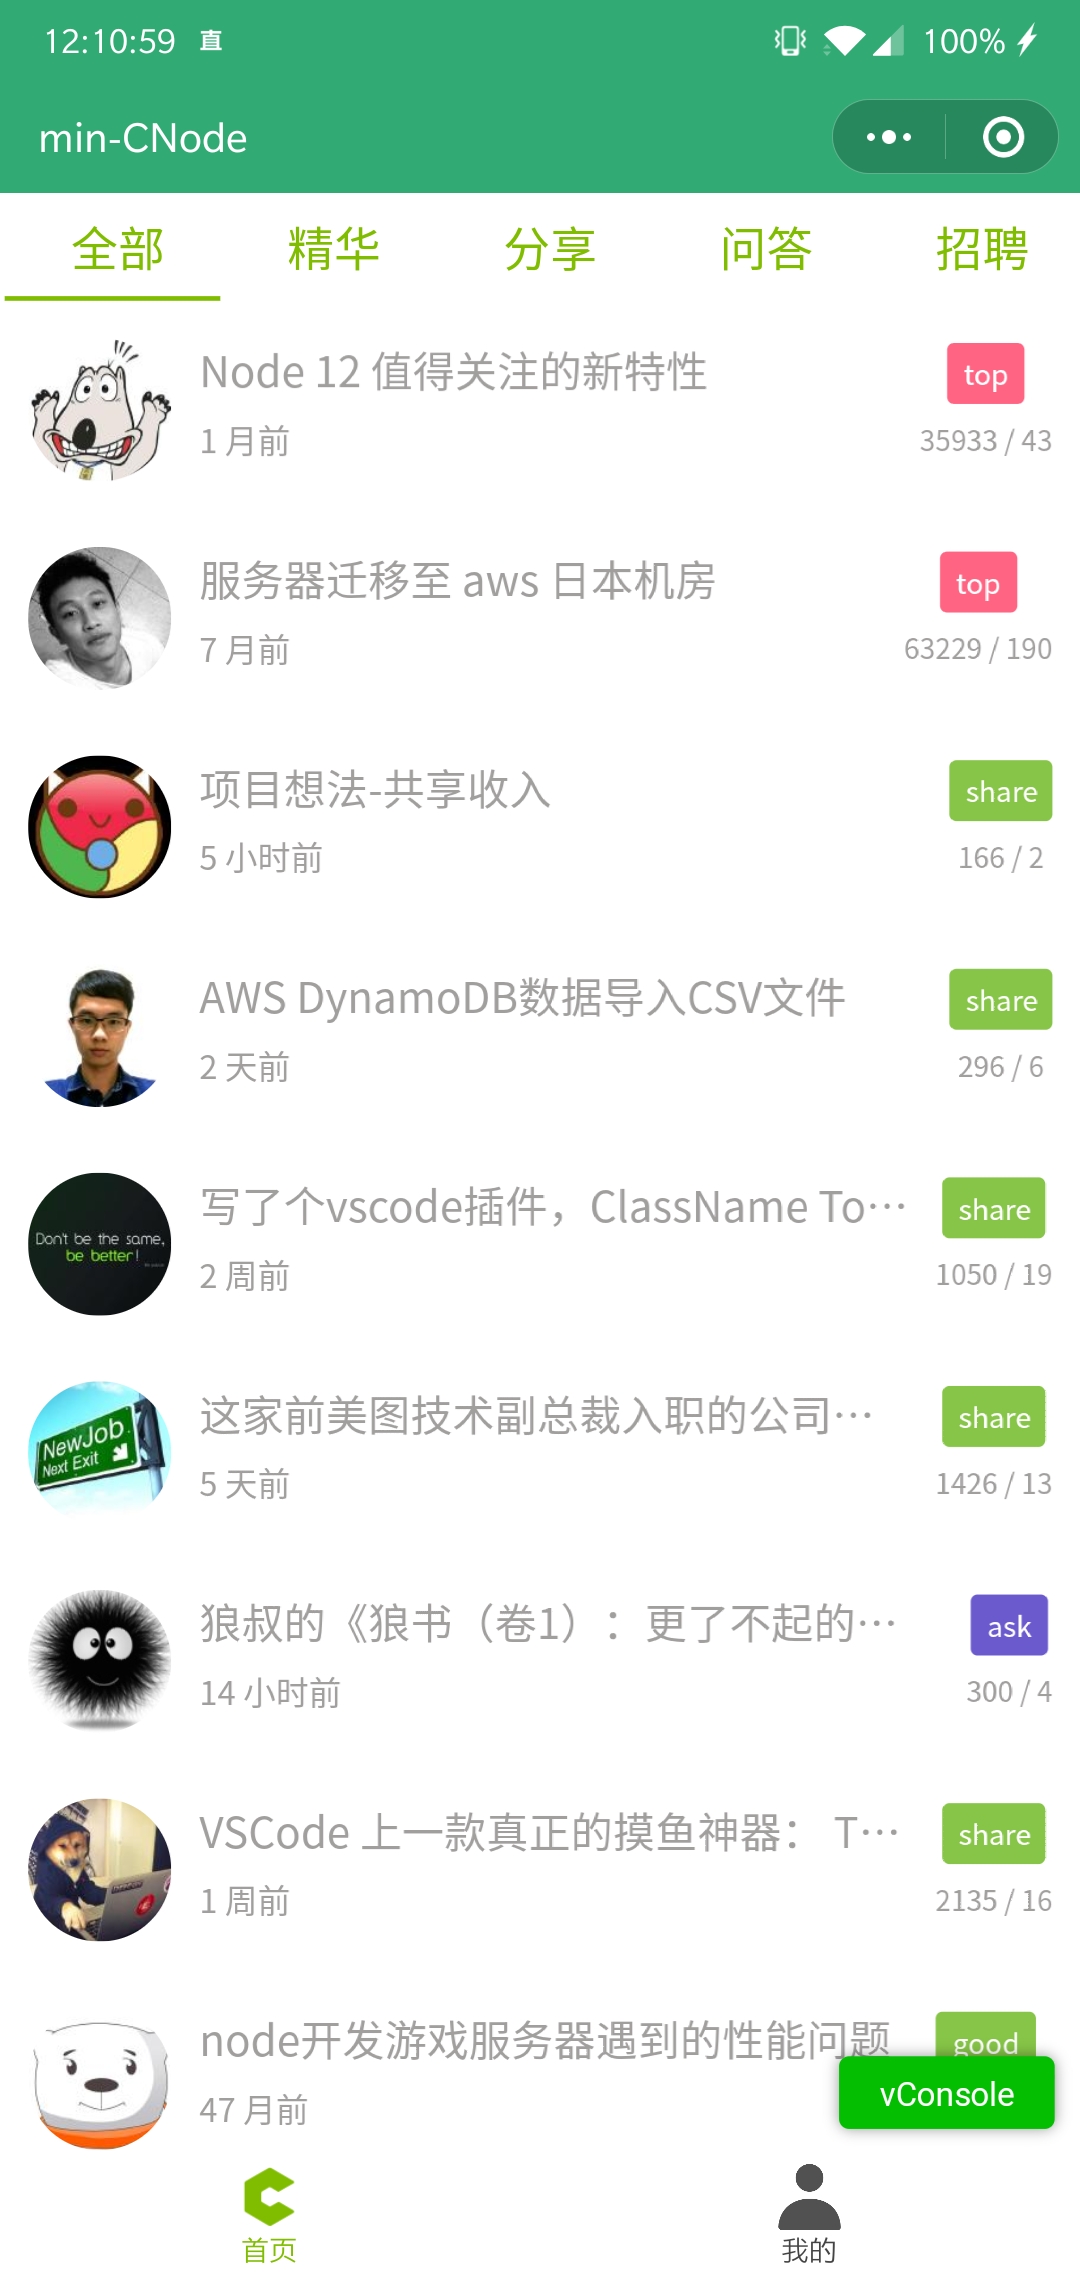 12:10:59 直 100%
min-CNode
全部 精华 分享 问答 招聘
Node 12 值得关注的新特性 top
1 月前 35933 / 43
服务器迁移至 aws 日本机房 top
7 月前 63229 / 190
项目想法-共享收入 share
5 小时前 166 / 2
AWS DynamoDB数据导入CSV文件 share
2 天前 296 / 6
Don't be the same,
be better!
写了个vscode插件，ClassName To… share
2 周前 1050 / 19
NewJob
Next Exit
这家前美图技术副总裁入职的公司… share
5 天前 1426 / 13
狼叔的《狼书（卷1）：更了不起的… ask
14 小时前 300 / 4
VSCode 上一款真正的摸鱼神器： T… share
1 周前 2135 / 16
node开发游戏服务器遇到的性能问题 good
47 月前 vConsole
首页 我的